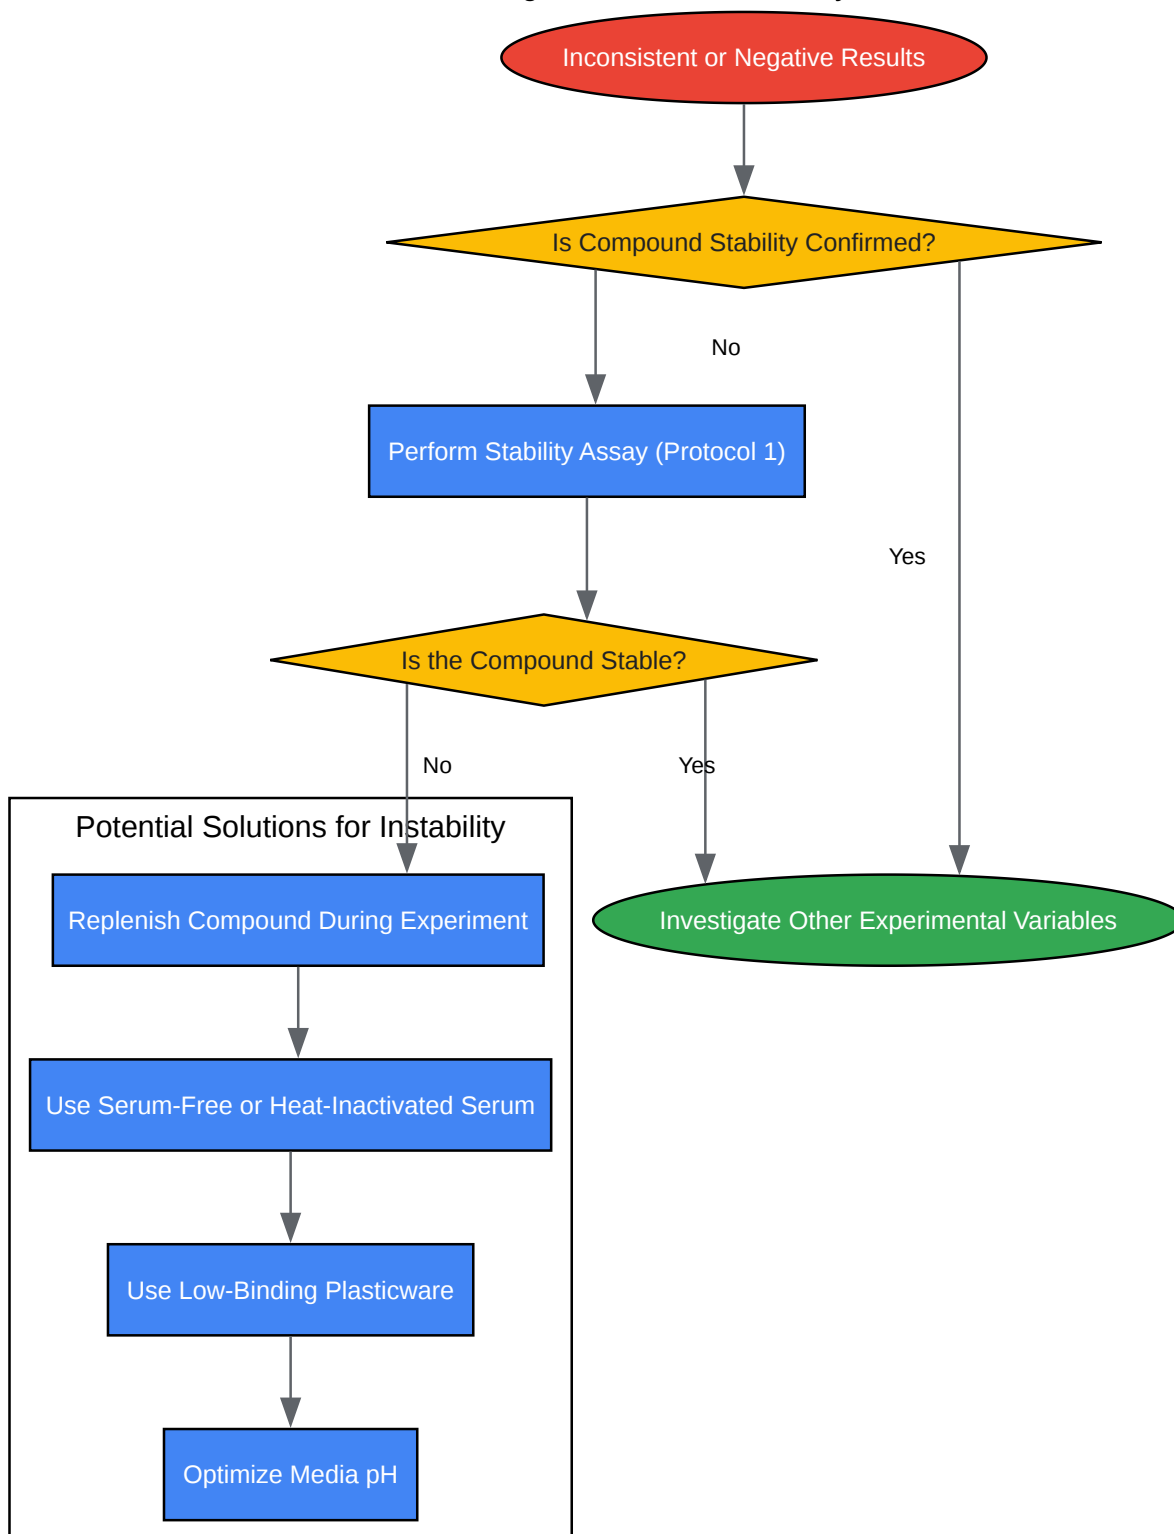 Inconsistent or Negative Results
Is Compound Stability Confirmed?
No
Perform Stability Assay (Protocol 1)
Yes
Is the Compound Stable?
No
Yes
Potential Solutions for Instability
Replenish Compound During Experiment
Investigate Other Experimental Variables
Use Serum-Free or Heat-Inactivated Serum
Use Low-Binding Plasticware
Optimize Media pH